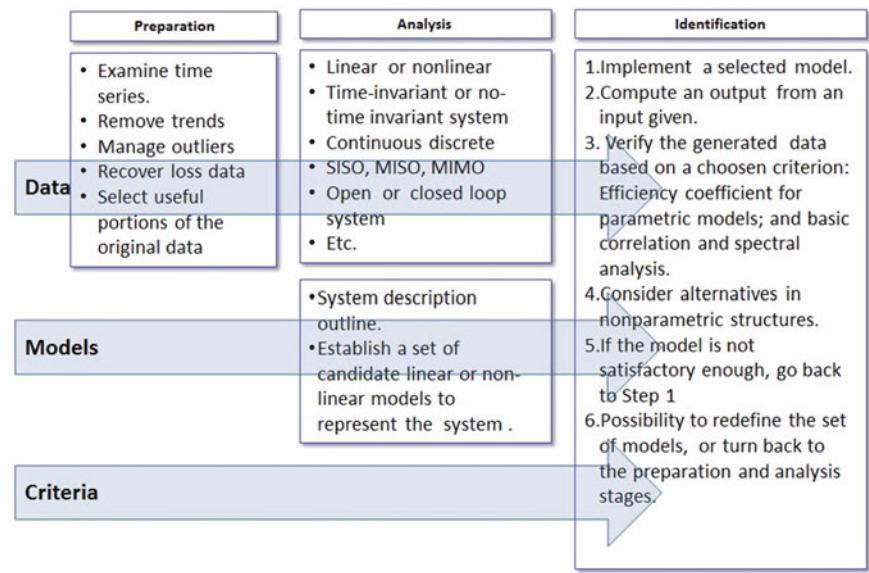 Preparation
Analysis
Identification
• Examine time
series.
• Remove trends
• Manage outliers
• Recover loss data
• Select useful
portions of the
original data
• Linear or nonlinear
• Time-invariant or no-
time invariant system
• Continuous discrete
• SISO, MISO, MIMO
• Open or closed loop
system
• Etc.
•System description
outline.
•Establish a set of
candidate linear or non-
linear models to
represent the system .
1.Implement a selected model.
2.Compute an output from an
input given.
3. Verify the generated data
based on a choosen criterion:
Efficiency coefficient for
parametric models; and basic
correlation and spectral
analysis.
4.Consider alternatives in
nonparametric structures.
5.If the model is not
satisfactory enough, go back
to Step 1
6.Possibility to redefine the set
of models, or turn back to
the preparation and analysis
stages.
Data
Models
Criteria